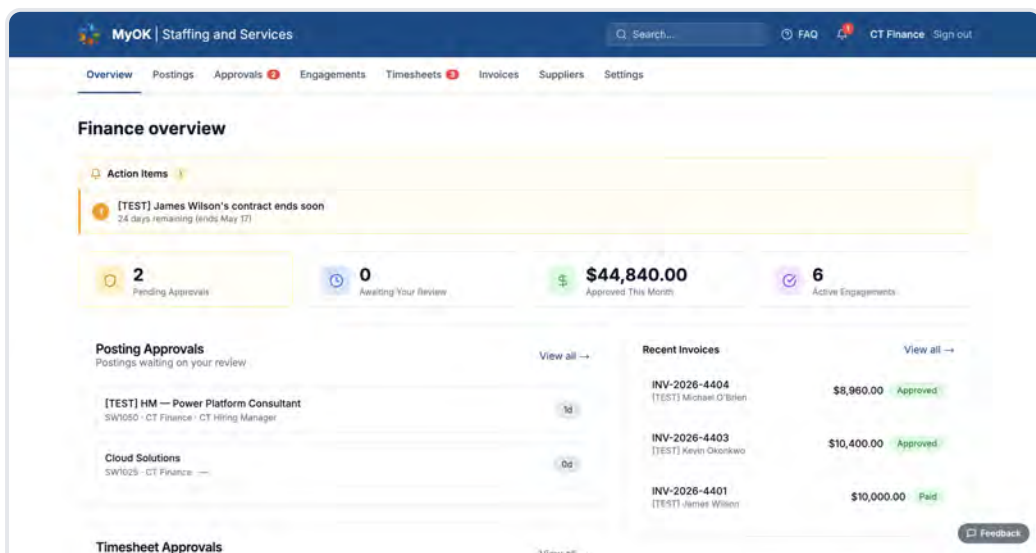 MyOK | Staffing and Services
Search...
FAQ
1
CT Finance Sign out
Overview Postings Approvals 2 Engagements Timesheets 3 Invoices Suppliers Settings
Finance overview
Action Items 1
[TEST] James Wilson's contract ends soon
24 days remaining (ends May 17)
2
Pending Approvals
0
Awaiting Your Review
$44,840.00
Approved This Month
6
Active Engagements
Posting Approvals
Postings waiting on your review
View all →
[TEST] HM — Power Platform Consultant
SW1050 · CT Finance · CT Hiring Manager
1d
Cloud Solutions
SW1025 · CT Finance · —
0d
Recent Invoices
View all →
INV-2026-4404
[TEST] Michael O'Brien
$8,960.00 Approved
INV-2026-4403
[TEST] Kevin Okonkwo
$10,400.00 Approved
INV-2026-4401
[TEST] James Wilson
$10,000.00 Paid
Timesheet Approvals
View all
Feedback